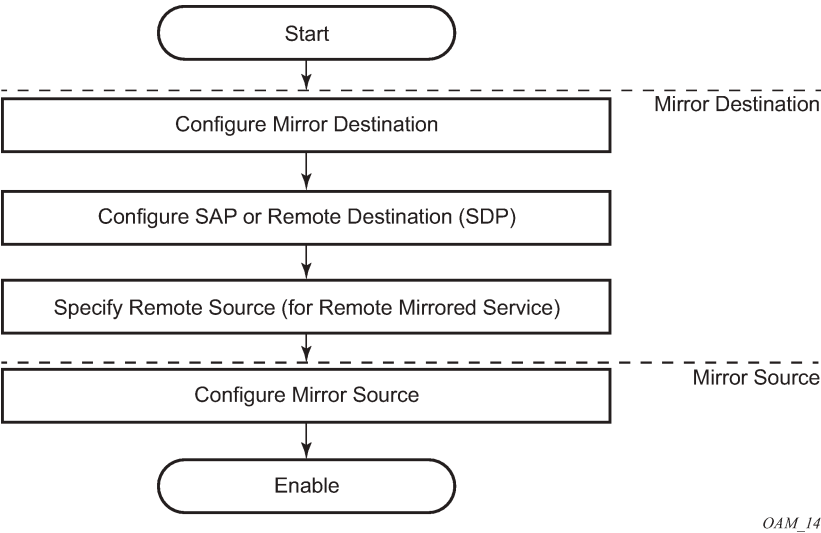 Start
Mirror Destination
Configure Mirror Destination
Configure SAP or Remote Destination (SDP)
Specify Remote Source (for Remote Mirrored Service)
Mirror Source
Configure Mirror Source
Enable
OAM_14